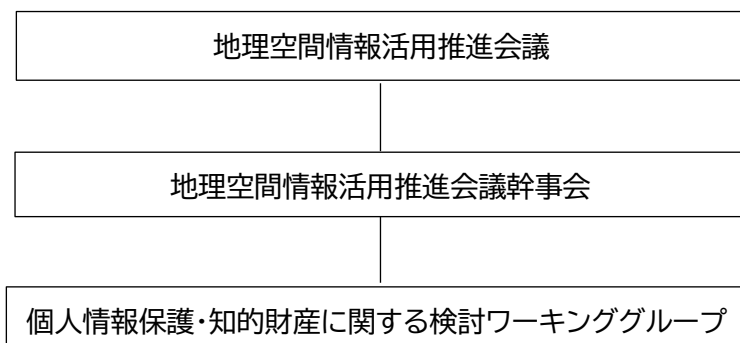 地理空間情報活用推進会議
地理空間情報活用推進会議幹事会
個人情報保護・知的財産に関する検討ワーキンググループ